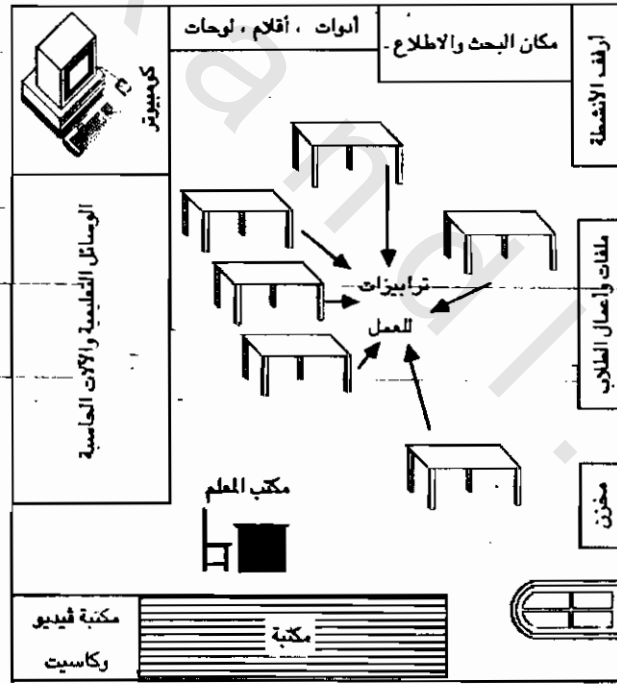 أرفف الأنشطة
مكان البحث والاطلاع -
أدوات ، أقلام ، لوحات
كومبيوتر
الوسائل التعليمية والآلات الحاسبة
ملفات وأعمال الطلاب
ترابيزات
للعمل
مخزن
مكتب المعلم
مكتبة
مكتبة ڤيديو
وكاسيت